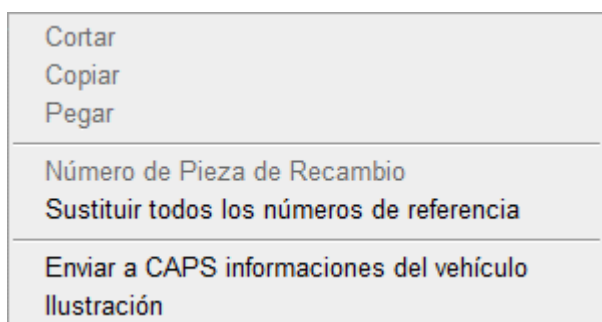 Cortar
Copiar
Pegar
Número de Pieza de Recambio
Sustituir todos los números de referencia
Enviar a CAPS informaciones del vehículo
Ilustración